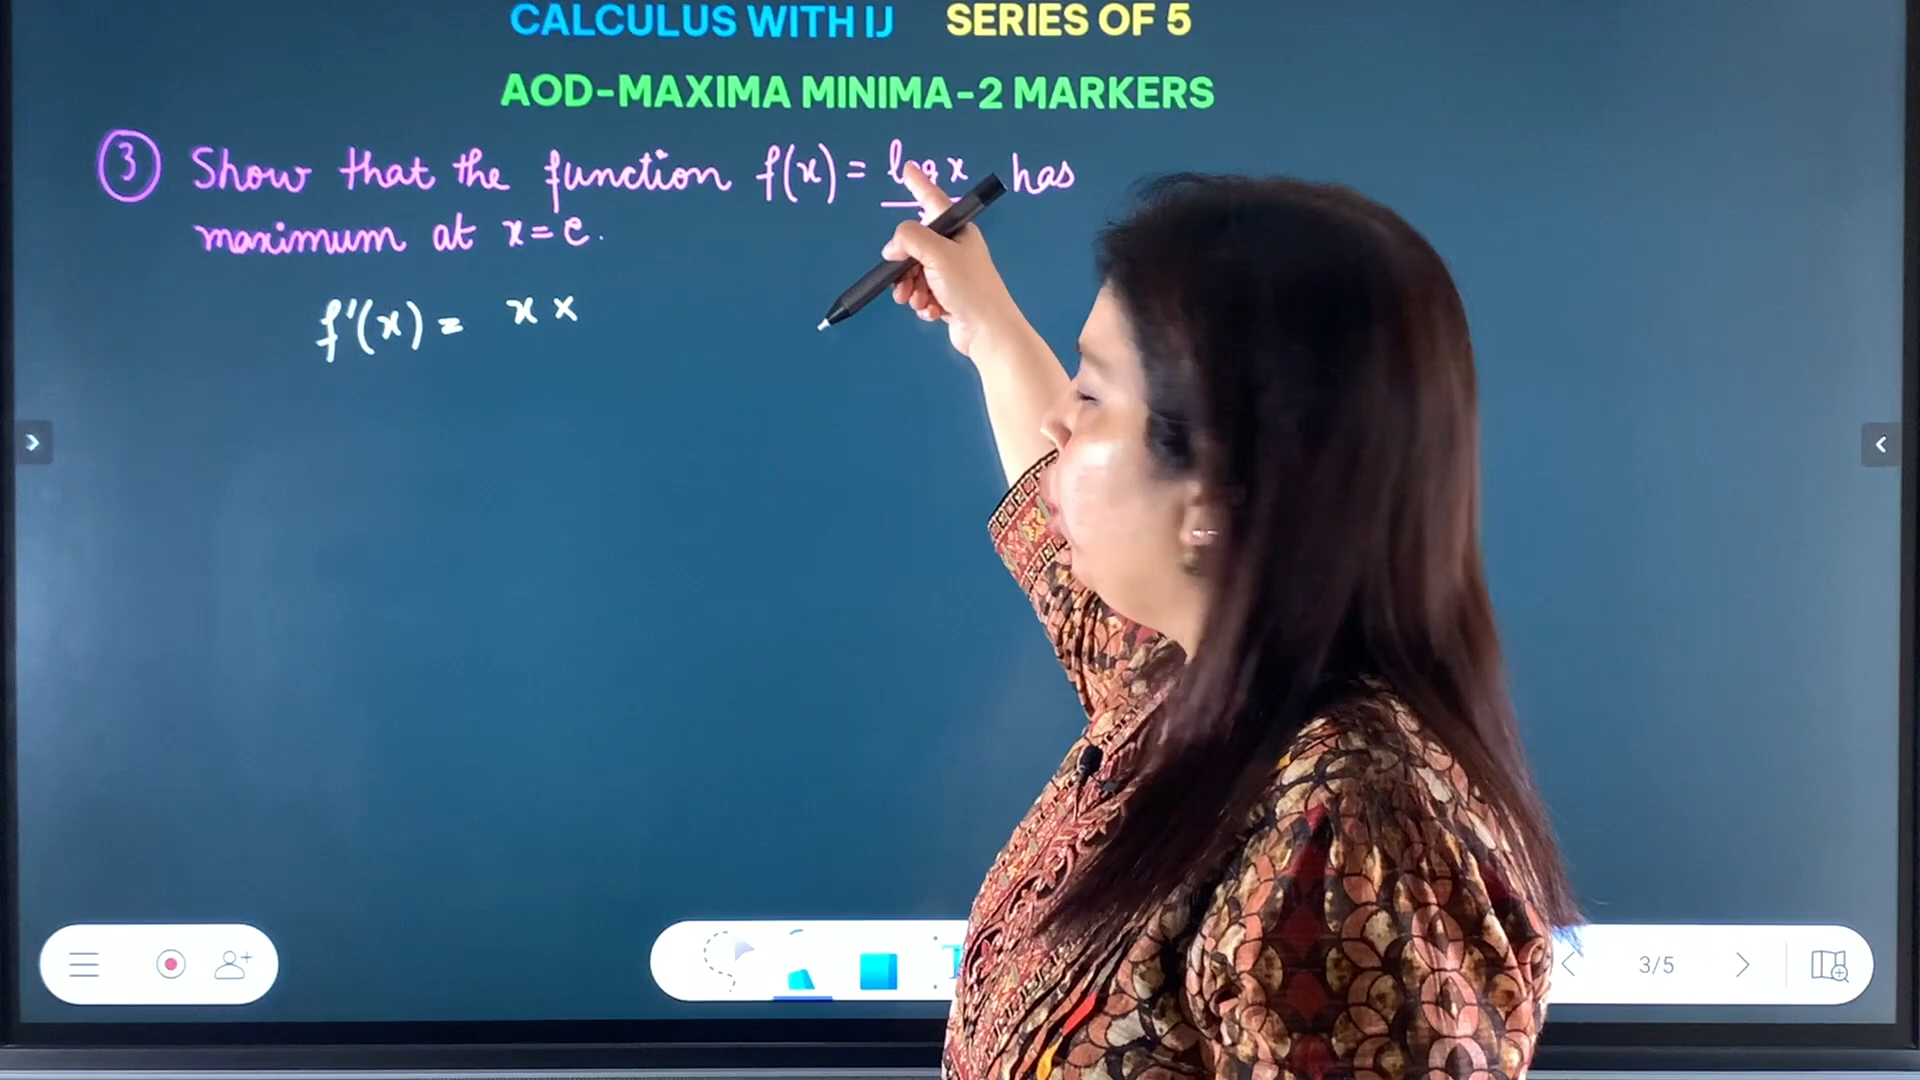 CALCULUS WITH IJ SERIES OF 5
AOD-MAXIMA MINIMA-2 MARKERS
3 Show that the function f(x) = log x has
maximum at x=e.
f'(x) = x ×
3/5